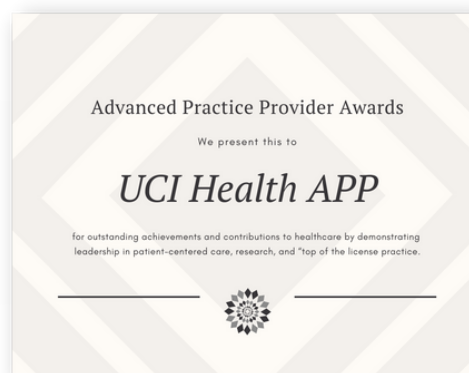 Advanced Practice Provider Awards
We present this to
UCI Health APP
for outstanding achievements and contributions to healthcare by demonstrating
leadership in patient-centered care, research, and "top of the license practice.